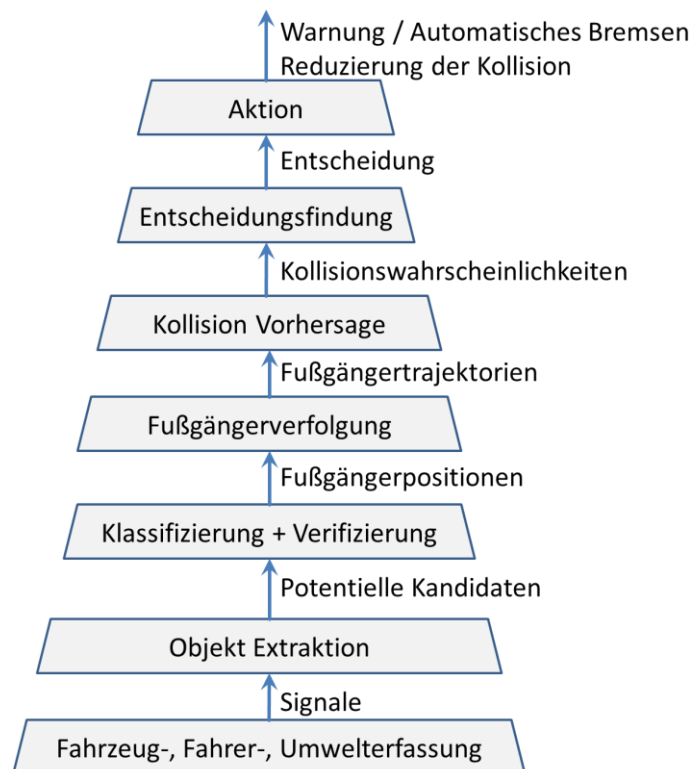 Warnung / Automatisches Bremsen
Reduzierung der Kollision
Aktion
Entscheidung
Entscheidungsfindung
Kollisionswahrscheinlichkeiten
Kollision Vorhersage
Fußgängertrajektorien
Fußgängerverfolgung
Fußgängerpositionen
Klassifizierung + Verifizierung
Potentielle Kandidaten
Objekt Extraktion
Signale
Fahrzeug-, Fahrer-, Umwelterfassung